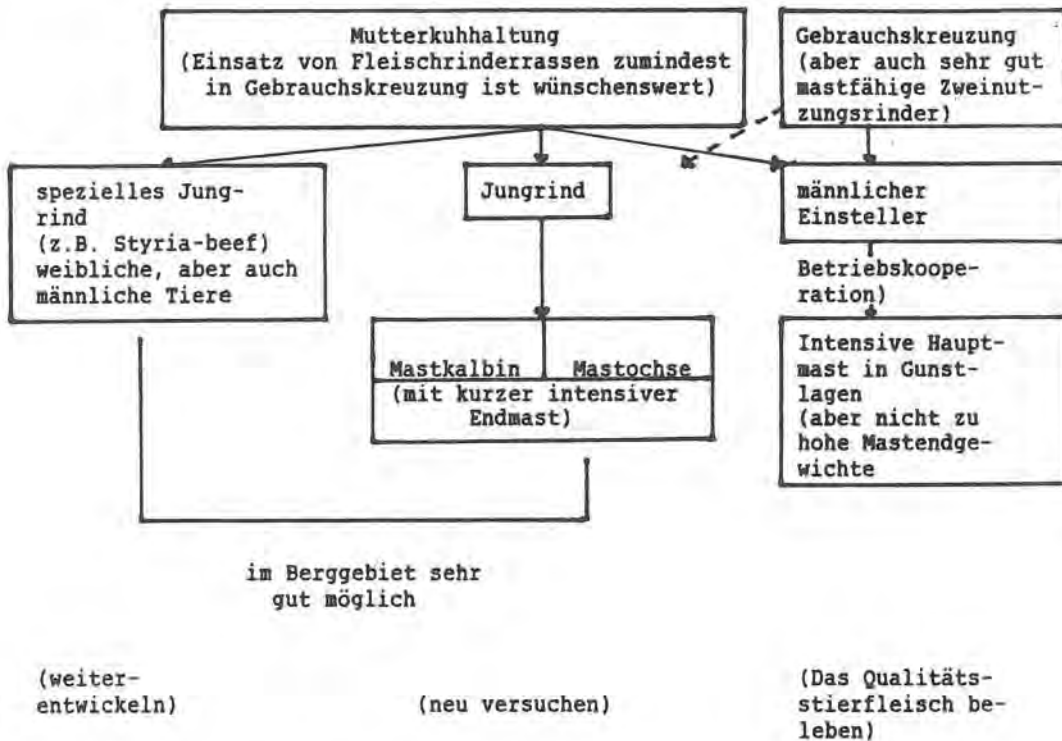 Mutterkuhhaltung
(Einsatz von Fleischrinderrassen zumindest
in Gebrauchskreuzung ist wünschenswert)
Gebrauchskreuzung
(aber auch sehr gut
mastfähige Zweinut-
zungsrinder)
spezielles Jung-
rind
(z.B. Styria-beef)
weibliche, aber auch
männliche Tiere
Jungrind
männlicher
Einsteller
Betriebskoope-
ration)
Mastkalbin Mastochse
(mit kurzer intensiver
Endmast)
Intensive Haupt-
mast in Gunst-
lagen
(aber nicht zu
hohe Mastendge-
wichte
im Berggebiet sehr
gut möglich
(weiter-
entwickeln)
(neu versuchen)
(Das Qualitäts-
stierfleisch be-
leben)